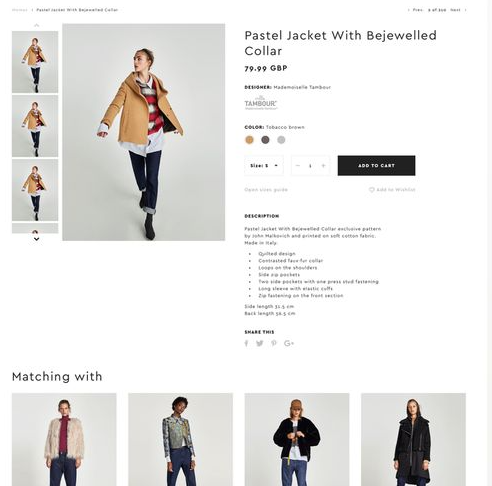 Women | Pastel Jacket With Bejewelled Collar
Prev
Next
Pastel Jacket With Bejewelled
Collar
79.99 GBP
DESIGNER: Mademoiselle Tambour
TAMBOUR
COLOR: Tobacco brown
Size: S
1
ADD TO CART
Open sizes guide
Add to Wishlist
DESCRIPTION
Pastel Jacket With Bejewelled Collar exclusive pattern
by John Malkovich and printed on soft cotton fabric.
Made in Italy.
Quilted design
Contrasted faux-fur collar
Loops on the shoulders
Side zip pockets
Two side pockets with one press stud fastening
Long sleeve with elastic cuffs
Zip fastening on the front section
Side length 51.5 cm
Back length 56.5 cm
SHARE THIS
Matching with